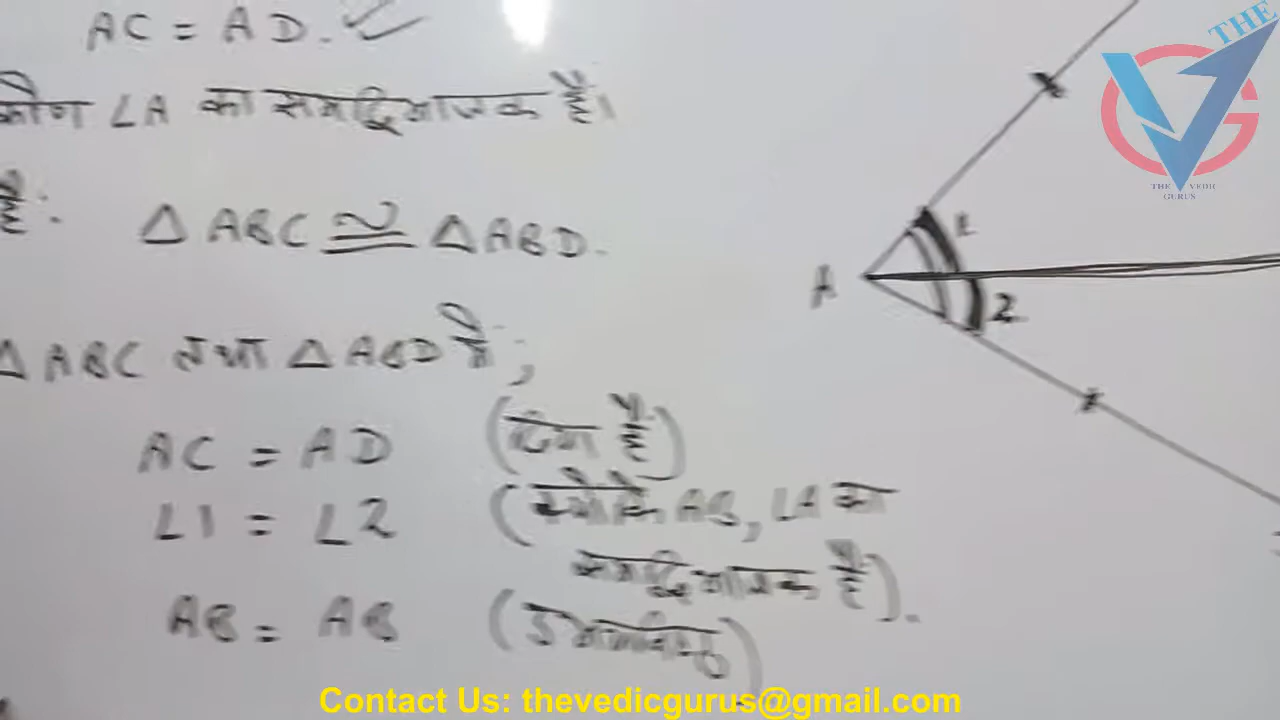 AC = AD.
कोण ∠A का समद्विभाजक है।
है: △ ABC ≅ △ ABD.
△ ABC तथा △ ABD में;
AC = AD (दिया है)
∠1 = ∠2 (क्योंकि AB, ∠A का
समद्विभाजक है).
AB = AB (उभयनिष्ठ)
A
1
2
THE
VG
THE VEDIC
GURUS
Contact Us: thevedicgurus@gmail.com